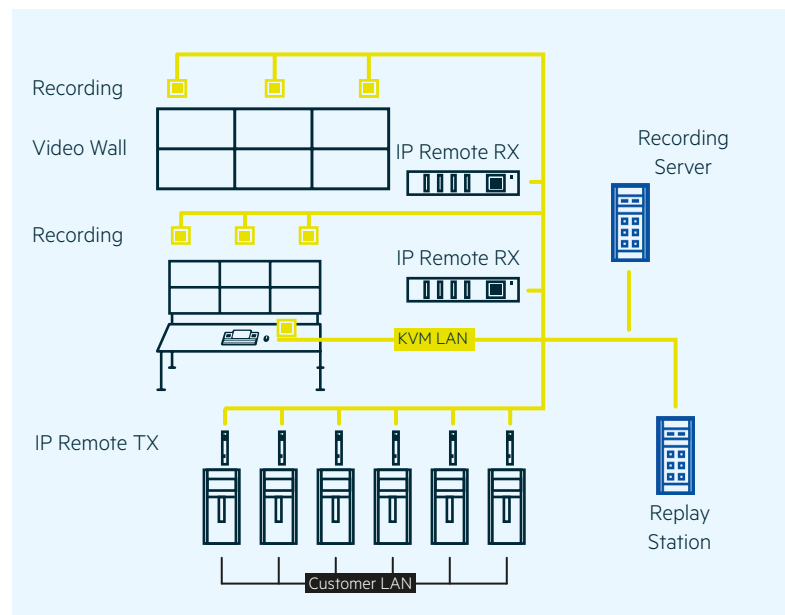 Recording
Video Wall
IP Remote RX
Recording
Server
Recording
IP Remote RX
KVM LAN
IP Remote TX
Replay
Station
Customer LAN